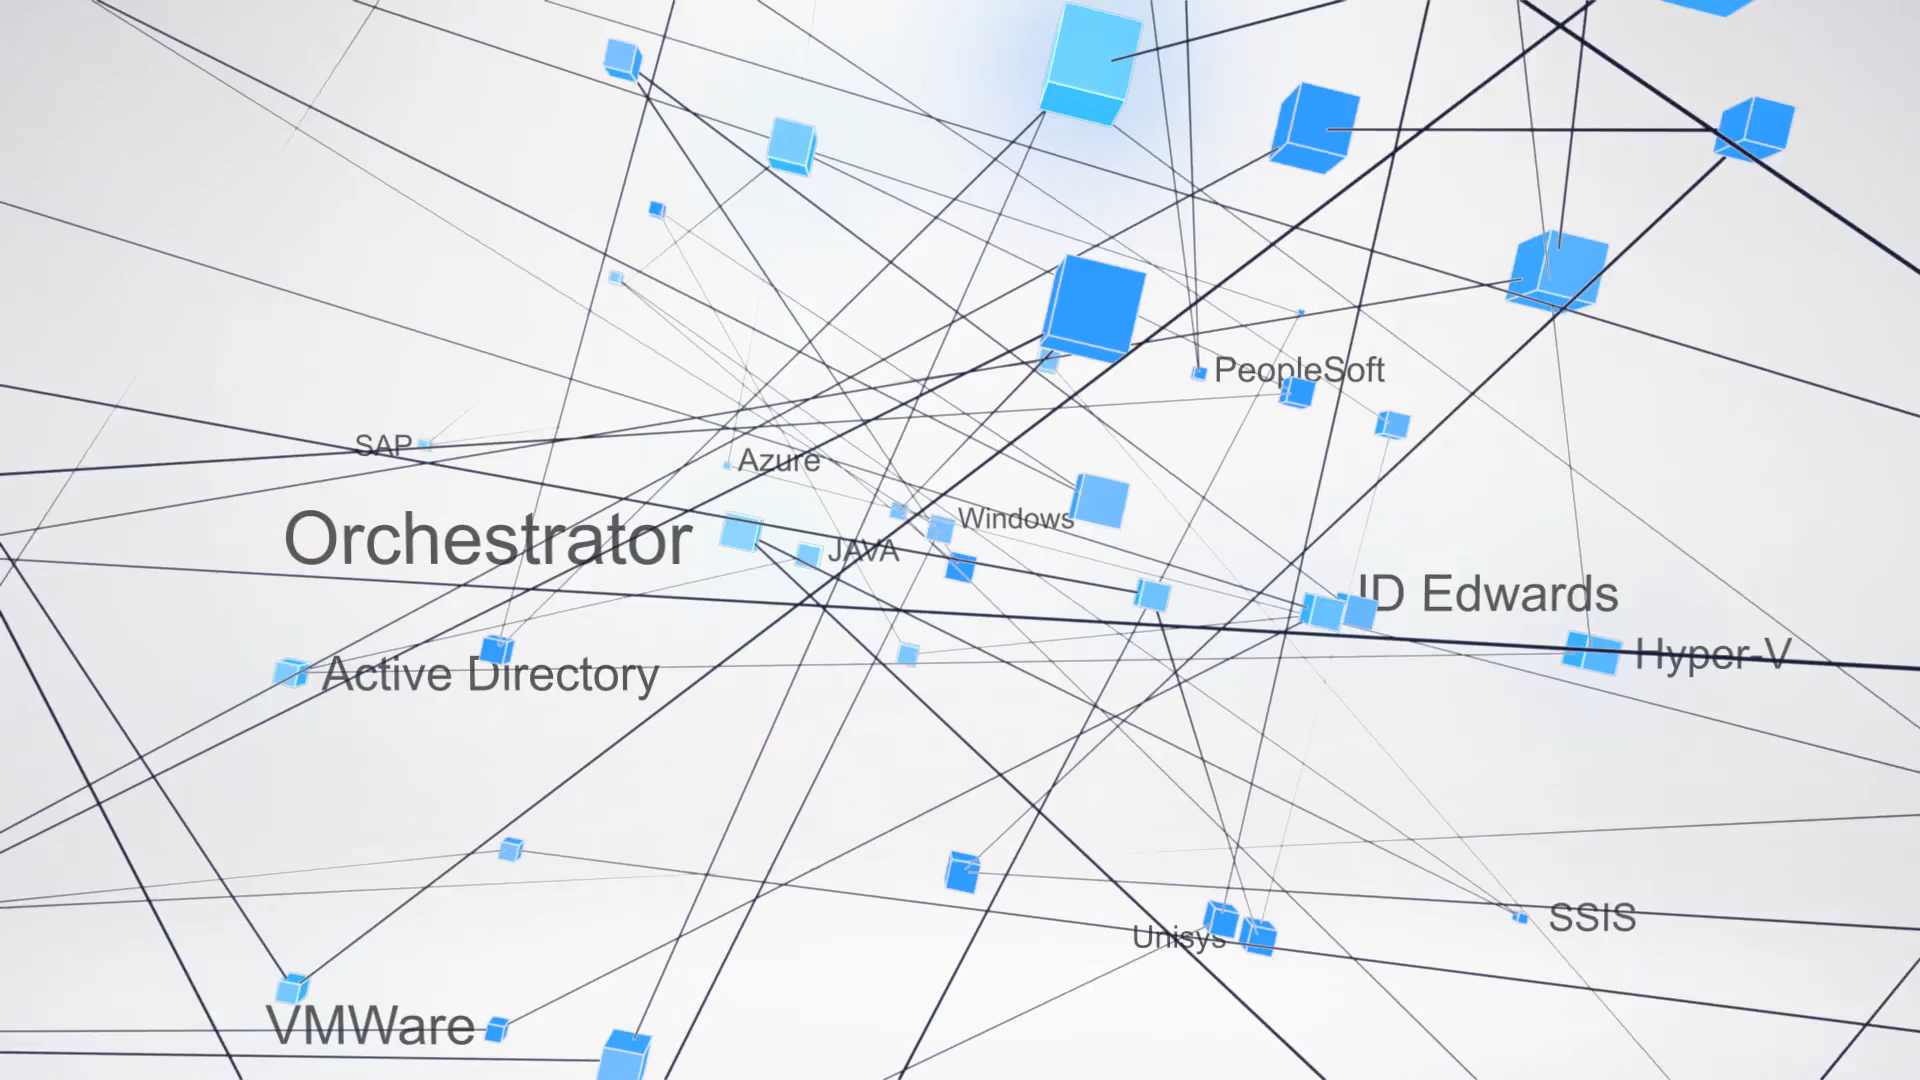 PeopleSoft
SAP
Azure
Orchestrator
Windows
JAVA
JD Edwards
Hyper-V
Active Directory
SSIS
Unisys
VMWare